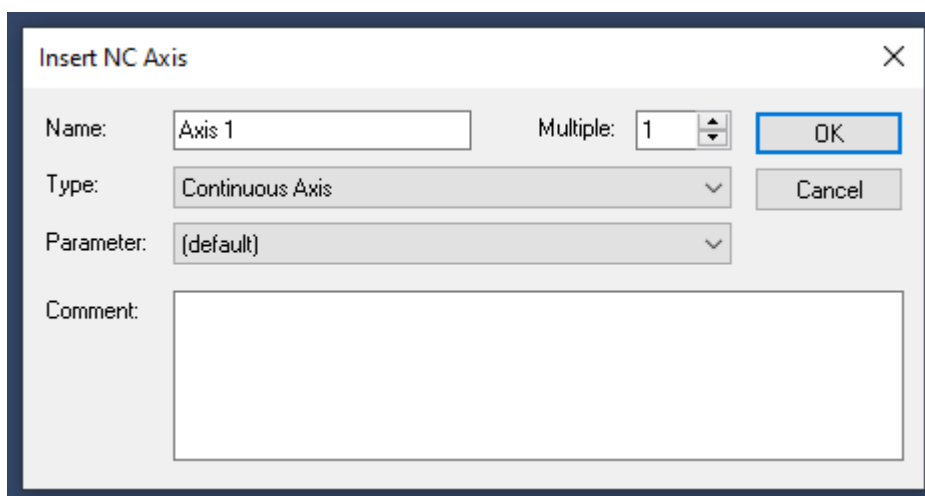 Insert NC Axis
Name: Axis 1 Multiple: 1 OK
Type: Continuous Axis Cancel
Parameter: (default)
Comment: